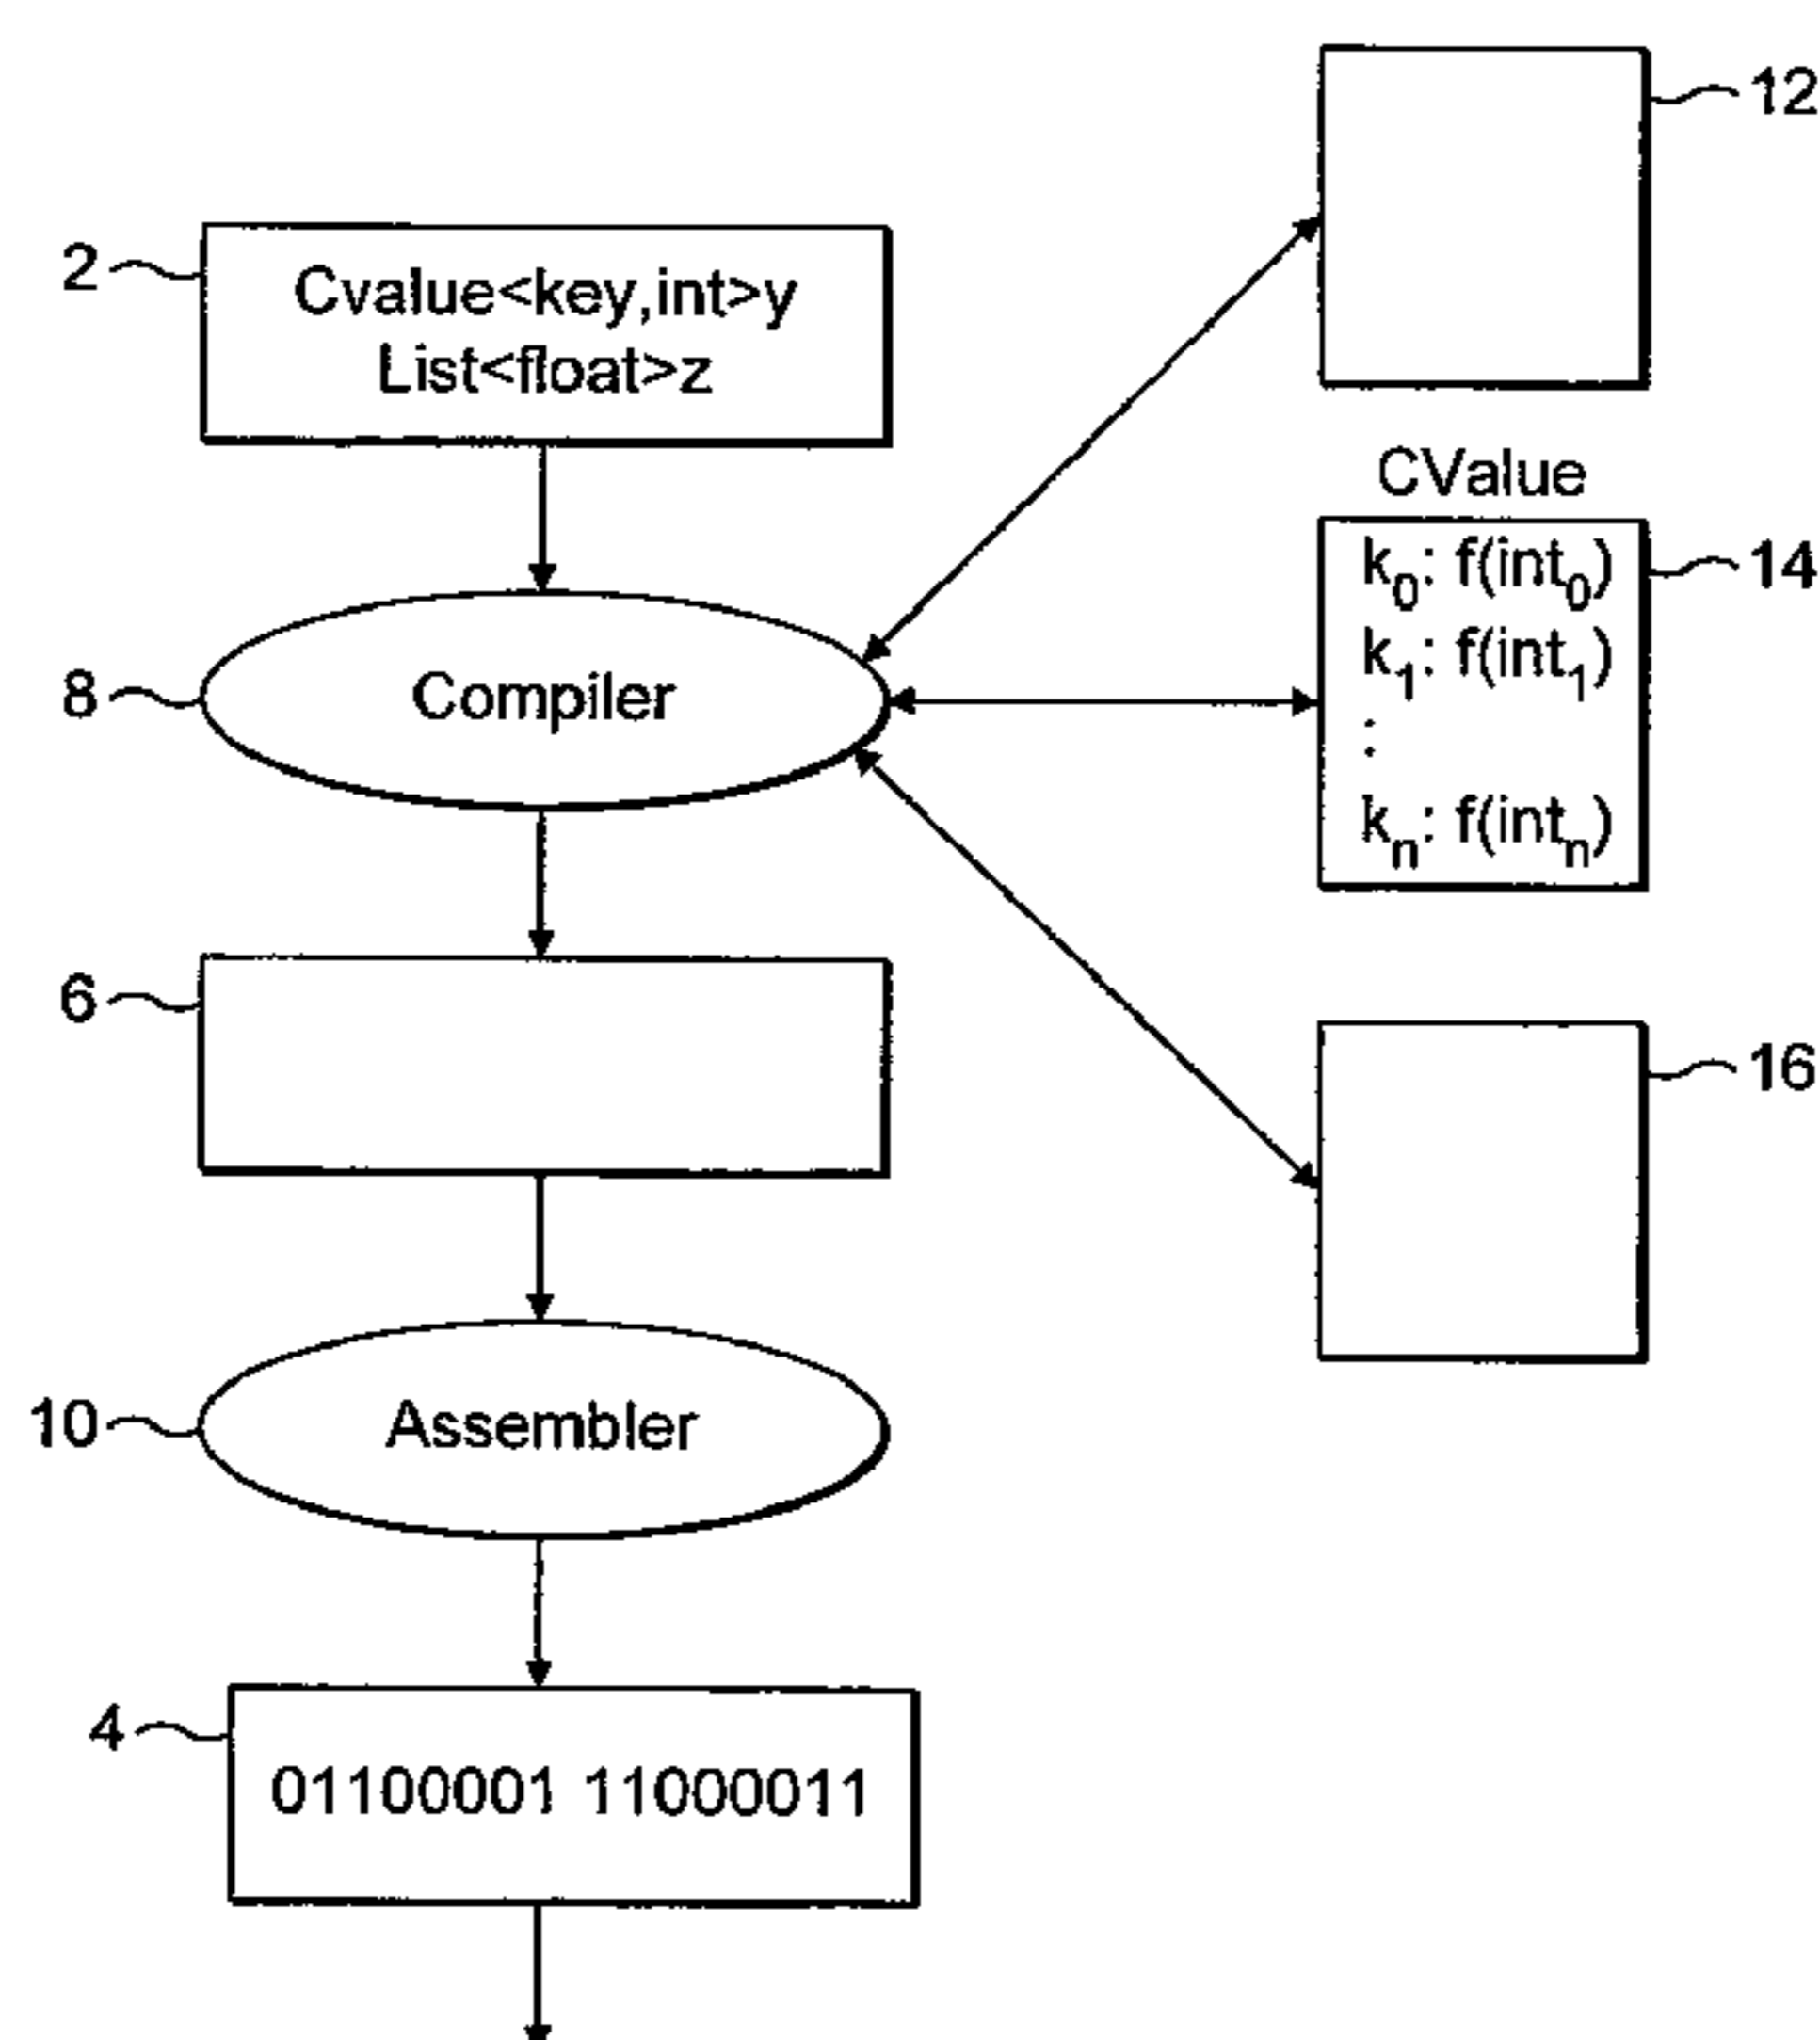 12
2
Cvalue<key,int>y
List<float>z
CValue
k₀: f(int₀)
14
k₁: f(int₁)
:
kₙ: f(intₙ)
8
Compiler
6
16
10
Assembler
4
01100001 11000011